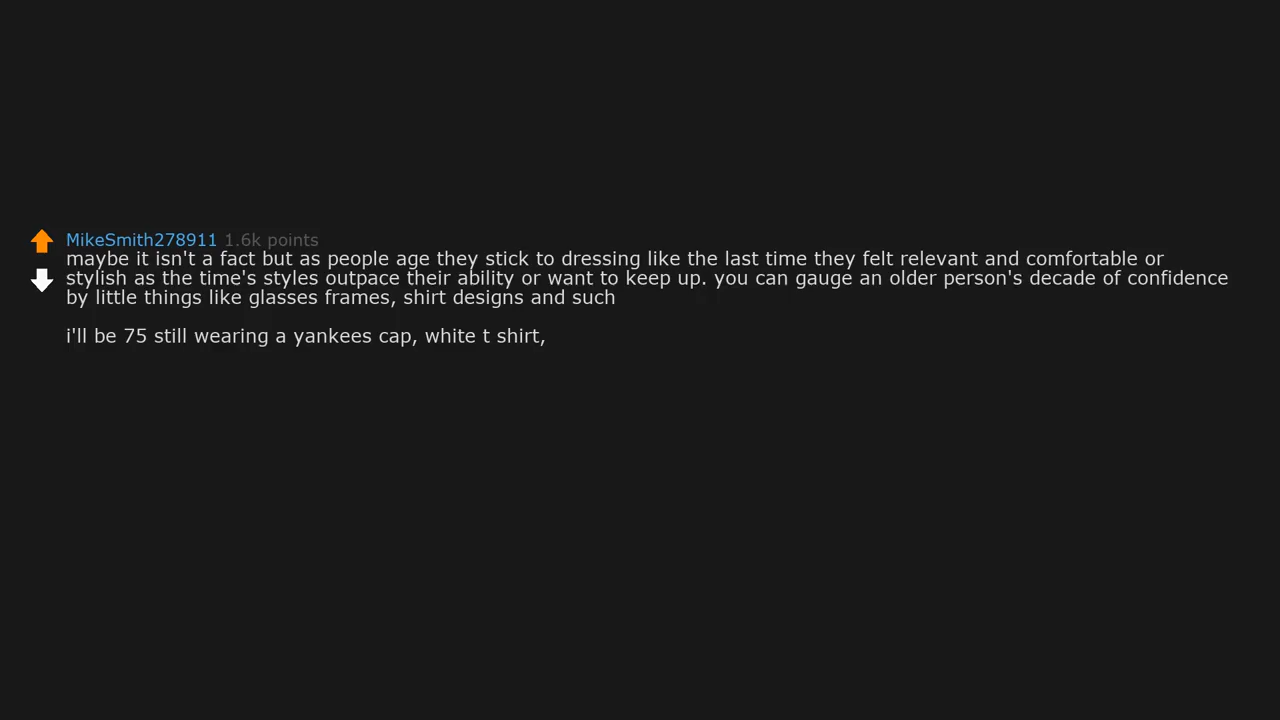 MikeSmith278911 1.6k points
maybe it isn't a fact but as people age they stick to dressing like the last time they felt relevant and comfortable or
stylish as the time's styles outpace their ability or want to keep up. you can gauge an older person's decade of confidence
by little things like glasses frames, shirt designs and such
i'll be 75 still wearing a yankees cap, white t shirt,